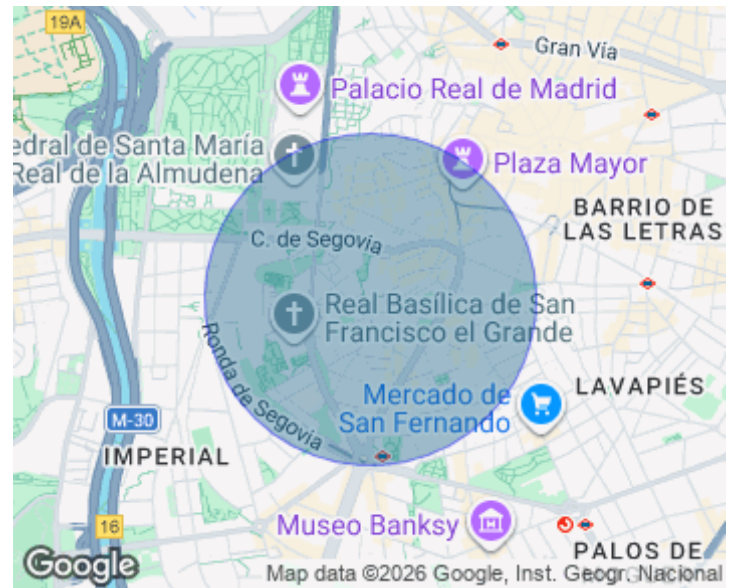 19A
Gran Vía
Palacio Real de Madrid
edral de Santa María
Real de la Almudena
Plaza Mayor
BARRIO DE
LAS LETRAS
C. de Segovia
Real Basílica de San
Francisco el Grande
Ronda de Segovia
Mercado de
San Fernando
LAVAPIÉS
M-30
IMPERIAL
16
Museo Banksy
PALOS DE
Google
Map data ©2026 Google, Inst. Geogr. Nacional